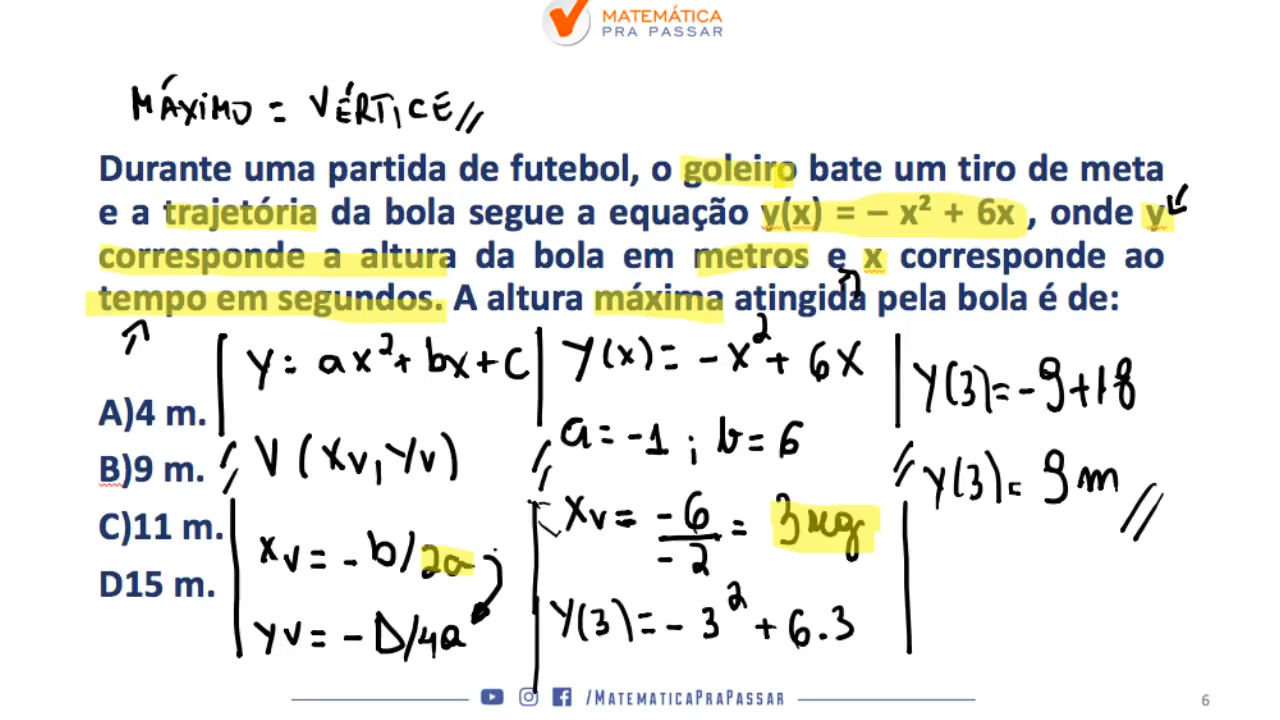 MATEMÁTICA
PRA PASSAR
MÁXIMO = VÉRTICE //
Durante uma partida de futebol, o goleiro bate um tiro de meta
e a trajetória da bola segue a equação y(x) = – x² + 6x , onde y
corresponde a altura da bola em metros e x corresponde ao
tempo em segundos. A altura máxima atingida pela bola é de:
A)4 m.
B)9 m.
C)11 m.
D15 m.
Y = ax² + bx + C
V (Xv, Yv)
Xv = - b/2a
Yv = - Δ/4a
Y(x) = - x² + 6X
a = -1 ; b = 6
Xv = -6/-2 = 3 seg
Y(3) = - 3² + 6.3
Y(3) = -9 + 18
Y(3) = 9m //
/MATEMATICAPRAPASSAR
6